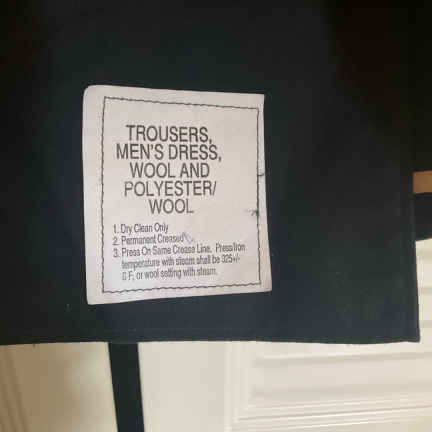 TROUSERS,
MEN'S DRESS,
WOOL AND
POLYESTER/
WOOL
1. Dry Clean Only
2. Permanent Creased
3. Press On Same Crease Line. Press/Iron
temperature with steam shall be 325+/-
F, or wool setting with steam.